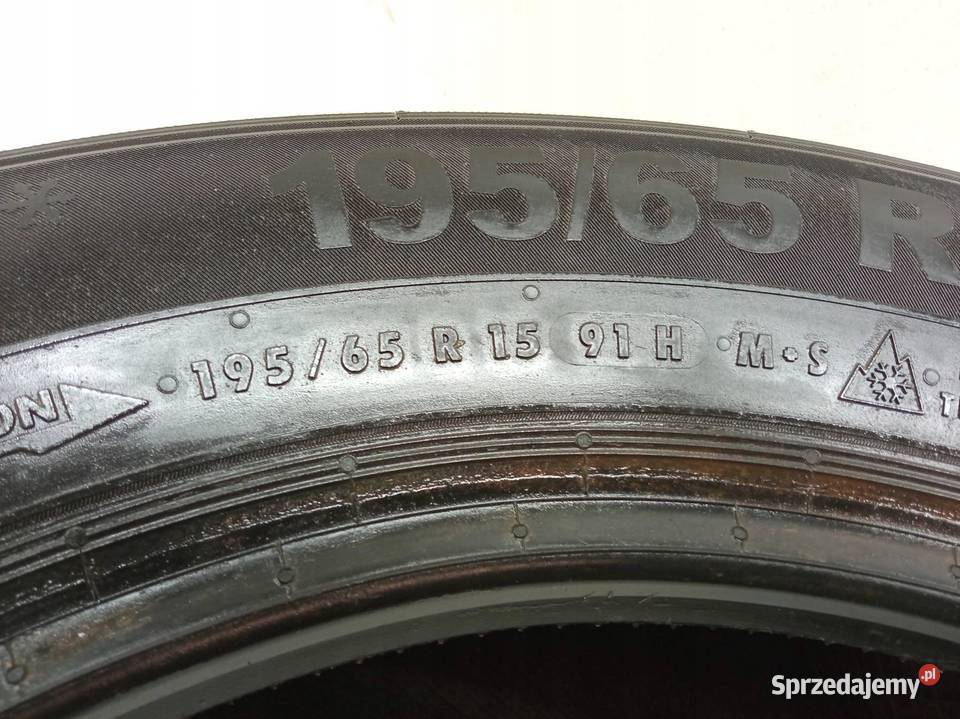 195/65 R
195/65 R 15 91 H M·S
Sprzedajemy.pl